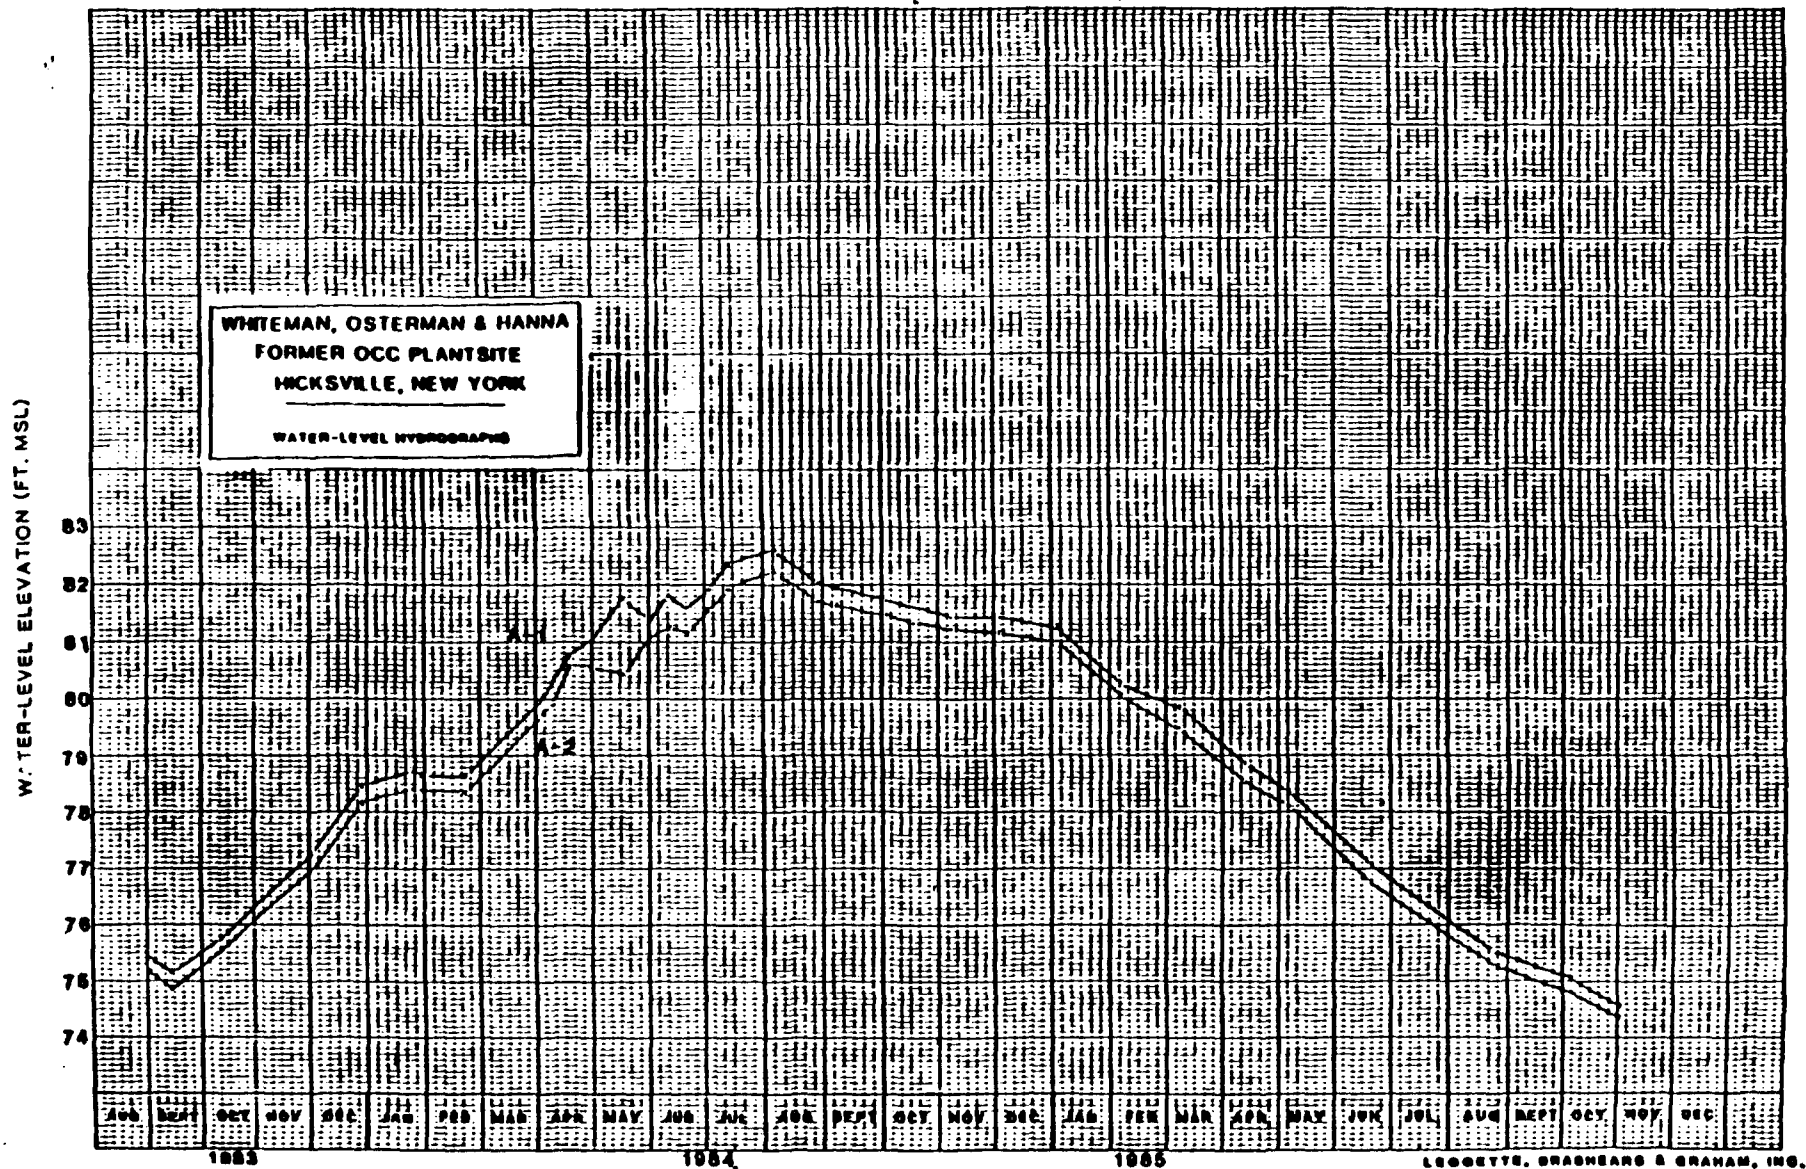 WHITEMAN, OSTERMAN & HANNA
FORMER OCC PLANTSITE
HICKSVILLE, NEW YORK
WATER-LEVEL HYDROGRAPHS
W.TER-LEVEL ELEVATION (FT. MSL)
83
82
81
80
79
78
77
76
75
74
A-1
A-2
AUG SEPT OCT NOV DEC JAN FEB MAR APR MAY JUN JUL AUG SEPT OCT NOV DEC JAN FEB MAR APR MAY JUN JUL AUG SEPT OCT NOV DEC
1983 1984 1985
LEGGETTE, BRASHEARS & GRAHAM, INC.